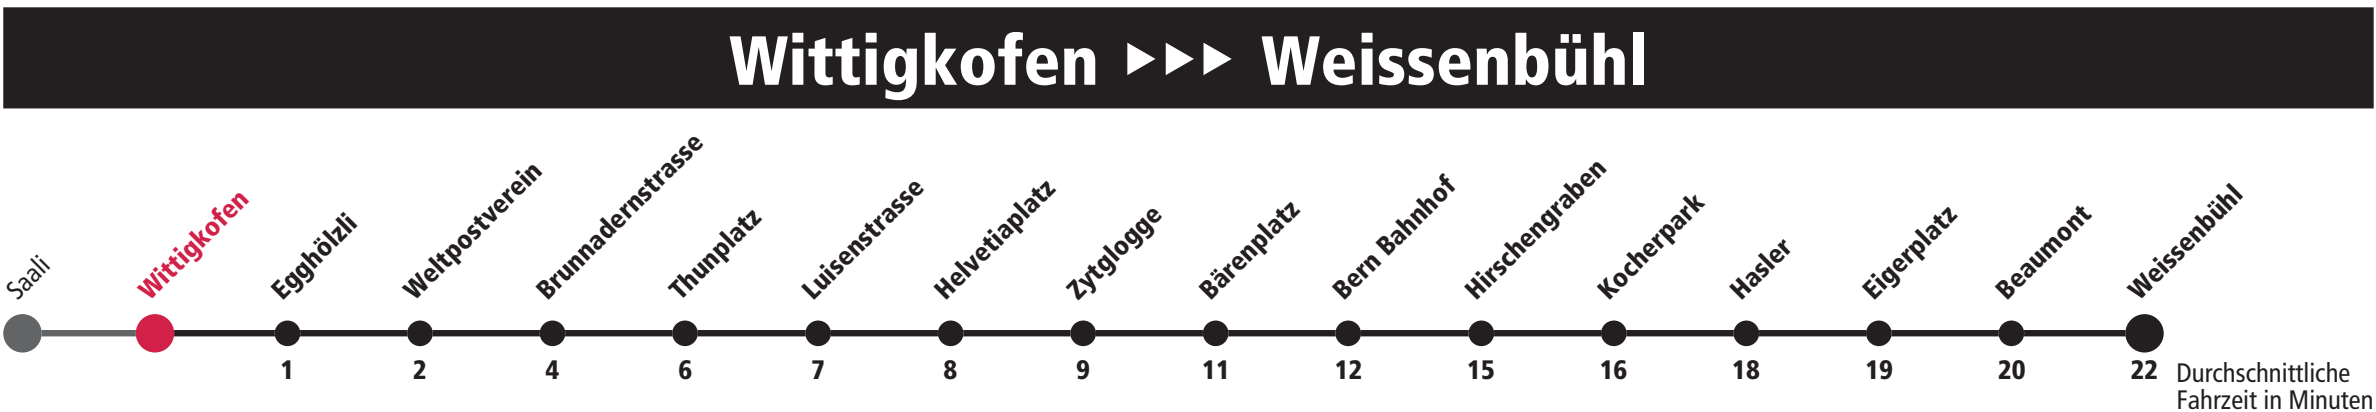 Wittigkofen ▶▶▶ Weissenbühl
Saali
Wittigkofen
Egghölzli
Weltpostverein
Brunnadernstrasse
Thunplatz
Luisenstrasse
Helvetiaplatz
Zytglogge
Bärenplatz
Bern Bahnhof
Hirschengraben
Kocherpark
Hasler
Eigerplatz
Beaumont
Weissenbühl
1 2 4 6 7 8 9 11 12 15 16 18 19 20 22 Durchschnittliche
Fahrzeit in Minuten